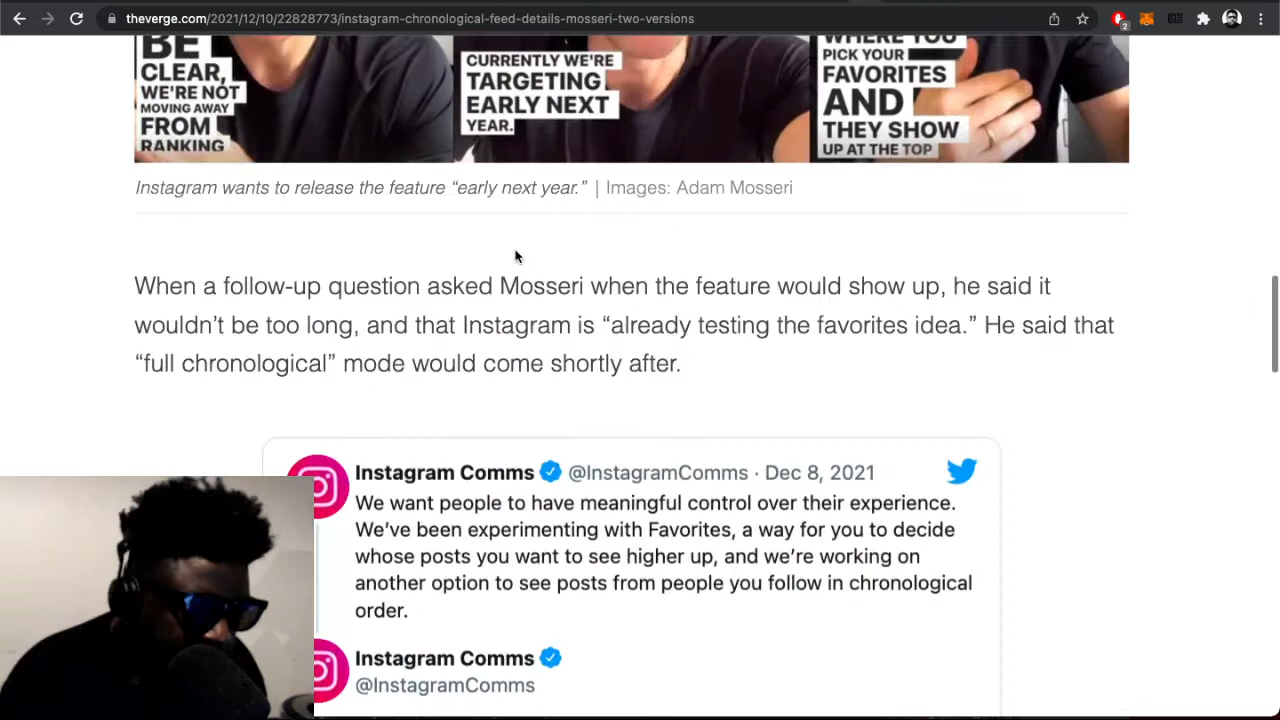 theverge.com/2021/12/10/22828773/instagram-chronological-feed-details-mosseri-two-versions
2
BE
CLEAR,
WE'RE NOT
MOVING AWAY
FROM
RANKING
CURRENTLY WE'RE
TARGETING
EARLY NEXT
YEAR.
WHERE YOU
PICK YOUR
FAVORITES
AND
THEY SHOW
UP AT THE TOP
Instagram wants to release the feature “early next year.” | Images: Adam Mosseri
When a follow-up question asked Mosseri when the feature would show up, he said it
wouldn’t be too long, and that Instagram is “already testing the favorites idea.” He said that
“full chronological” mode would come shortly after.
Instagram Comms @InstagramComms · Dec 8, 2021
We want people to have meaningful control over their experience.
We’ve been experimenting with Favorites, a way for you to decide
whose posts you want to see higher up, and we’re working on
another option to see posts from people you follow in chronological
order.
Instagram Comms
@InstagramComms